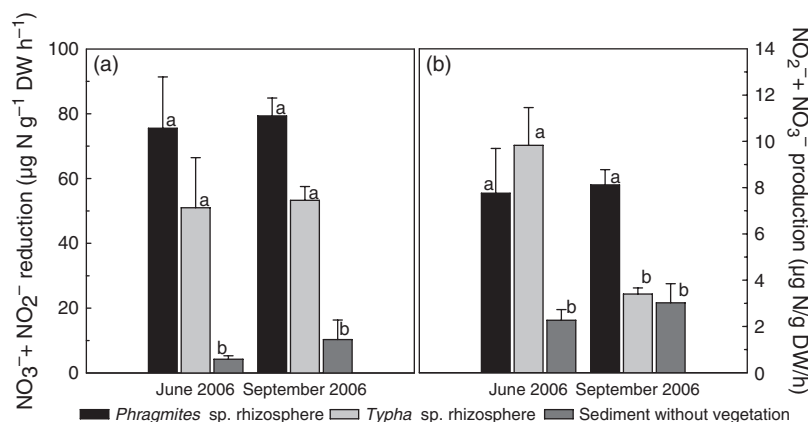 NO₃⁻+ NO₂⁻ reduction (µg N g⁻¹ DW h⁻¹)
100
80
60
40
20
0
(a)
a
a
b
a
a
b
June 2006 September 2006
(b)
a
a
b
a
b
b
June 2006 September 2006
14
12
10
8
6
4
2
0
NO₂⁻+ NO₃⁻ production (µg N/g DW/h)
Phragmites sp. rhizosphere Typha sp. rhizosphere Sediment without vegetation